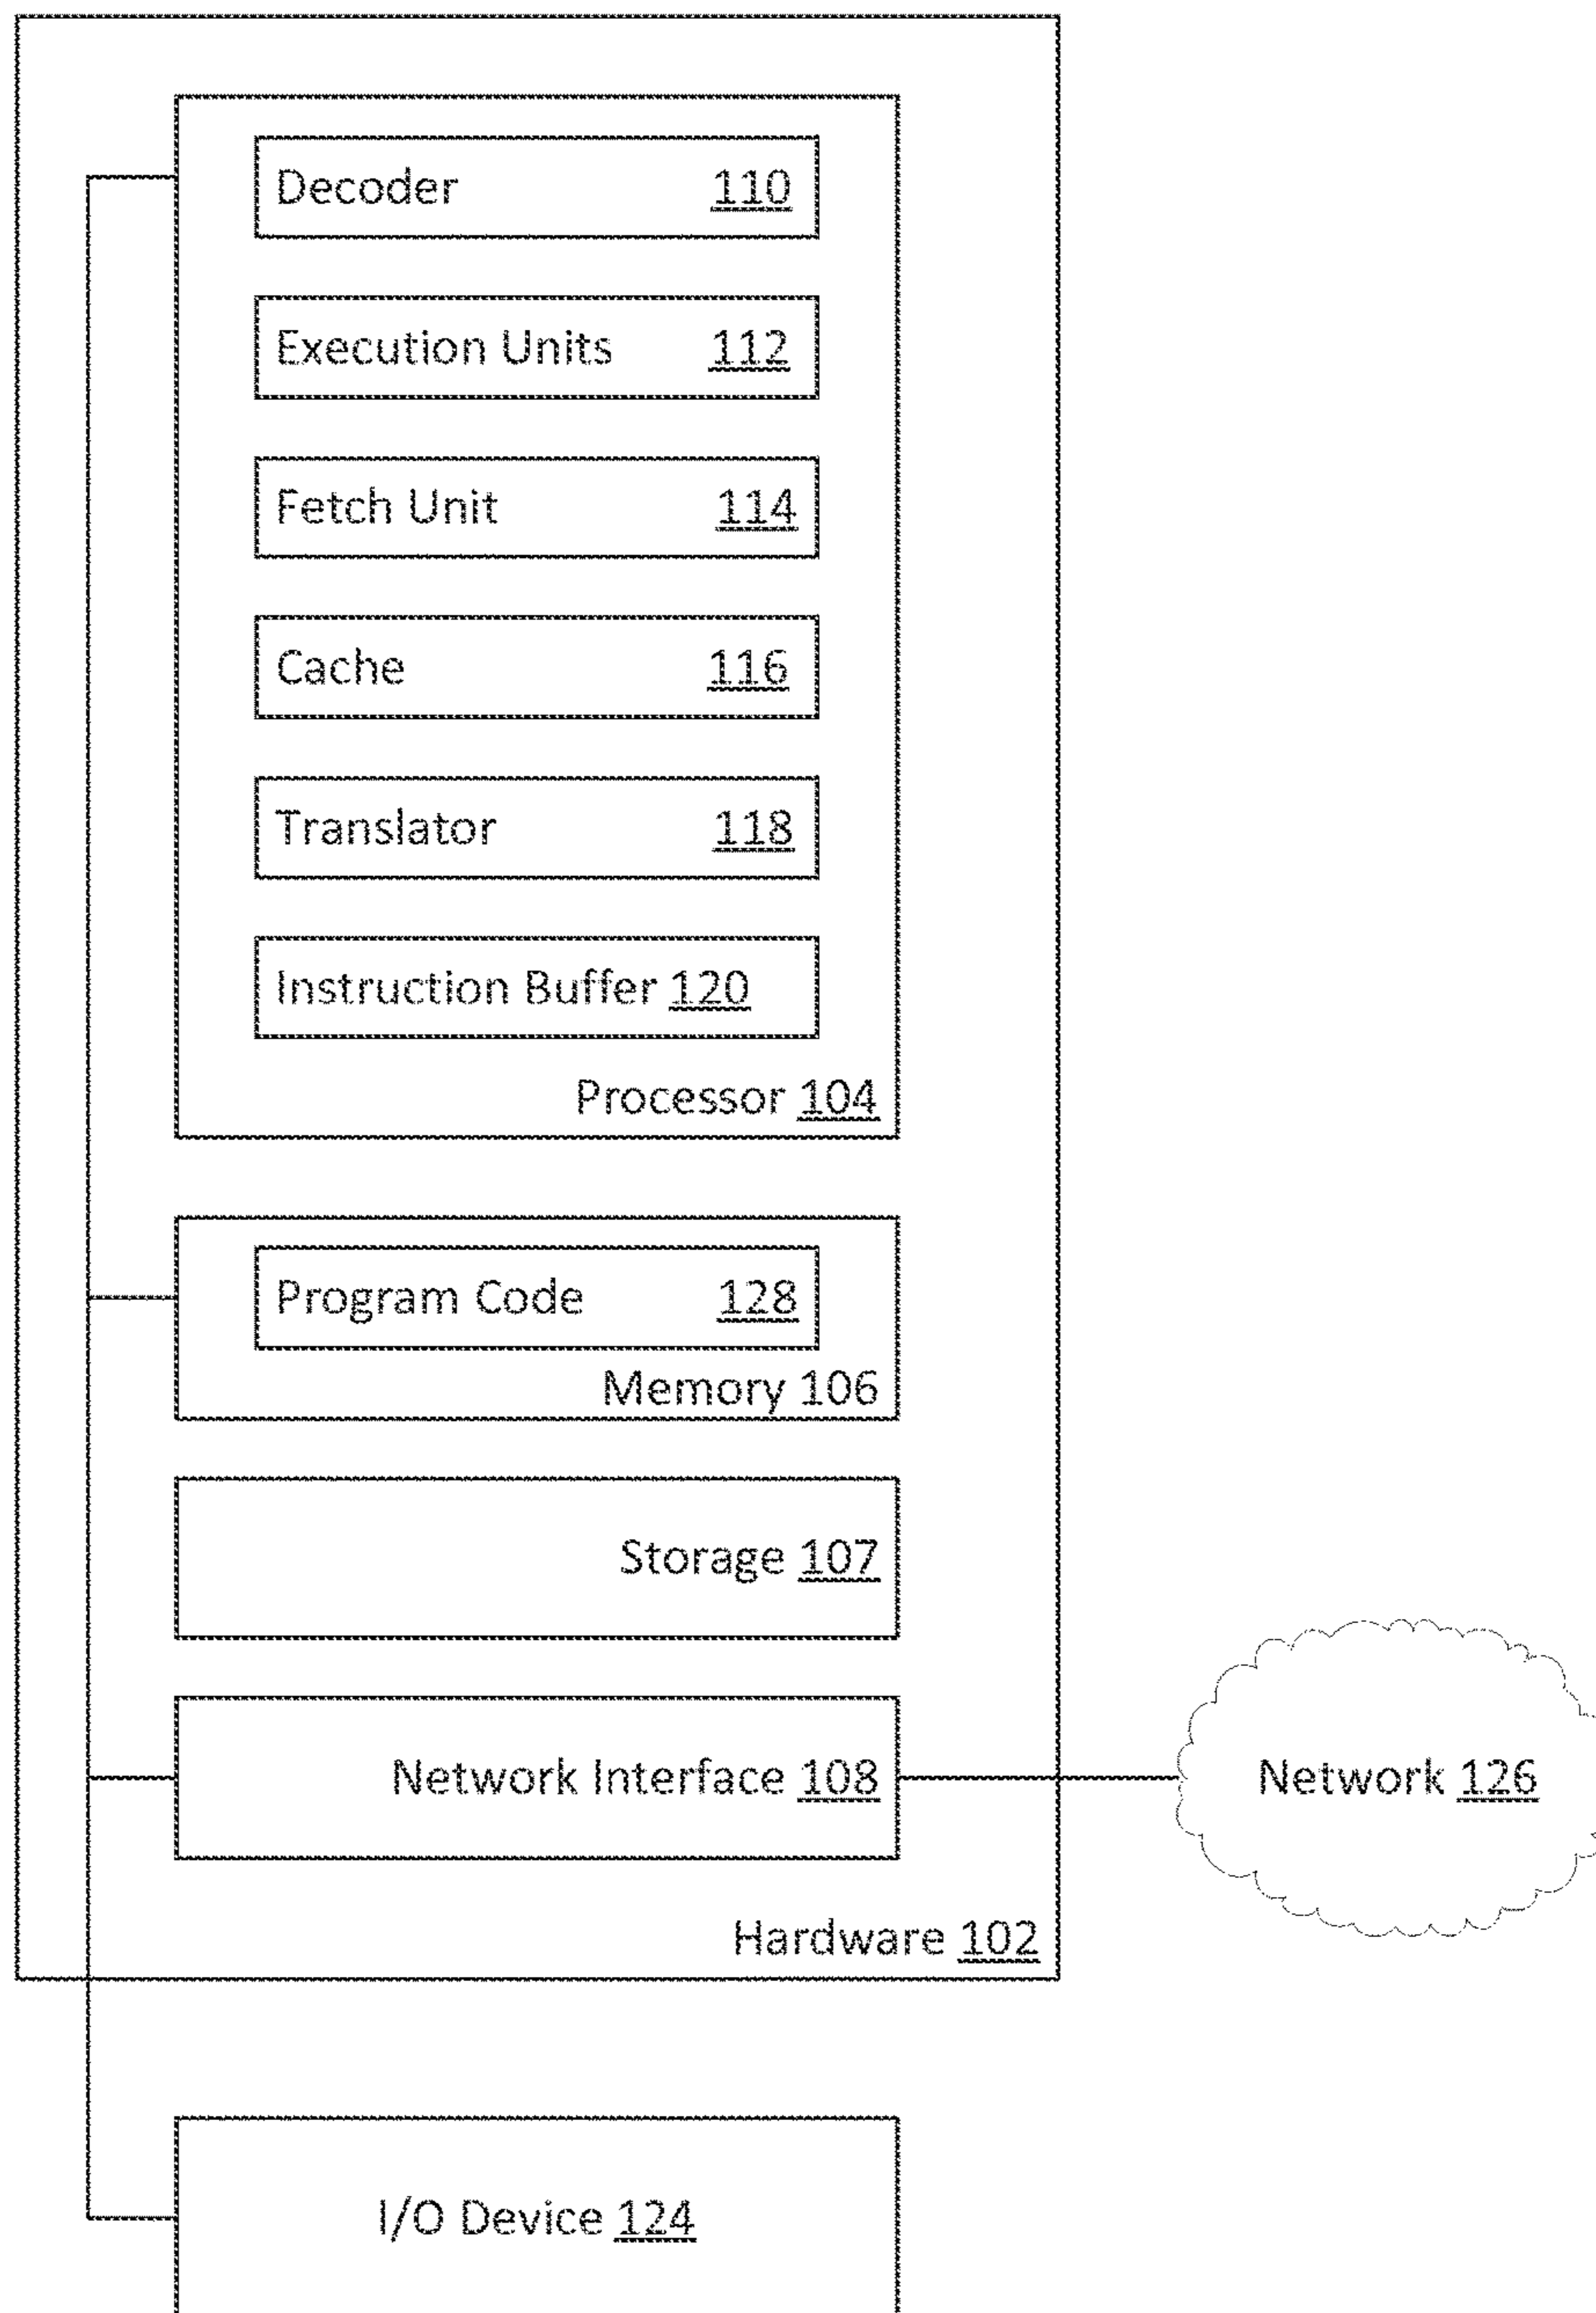 Decoder 110
Execution Units 112
Fetch Unit 114
Cache 116
Translator 118
Instruction Buffer 120
Processor 104
Program Code 128
Memory 106
Storage 107
Network Interface 108
Network 126
Hardware 102
I/O Device 124